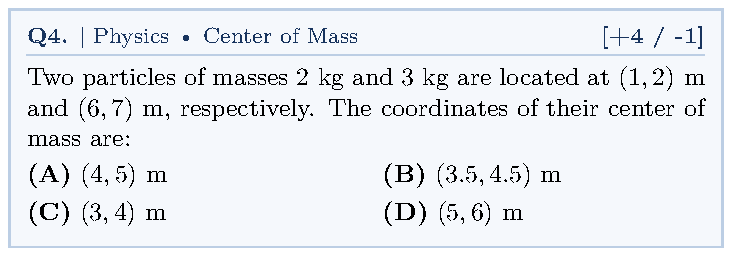 Q4. | Physics • Center of Mass [+4 / -1]
Two particles of masses 2 kg and 3 kg are located at (1, 2) m
and (6, 7) m, respectively. The coordinates of their center of
mass are:
(A) (4, 5) m (B) (3.5, 4.5) m
(C) (3, 4) m (D) (5, 6) m